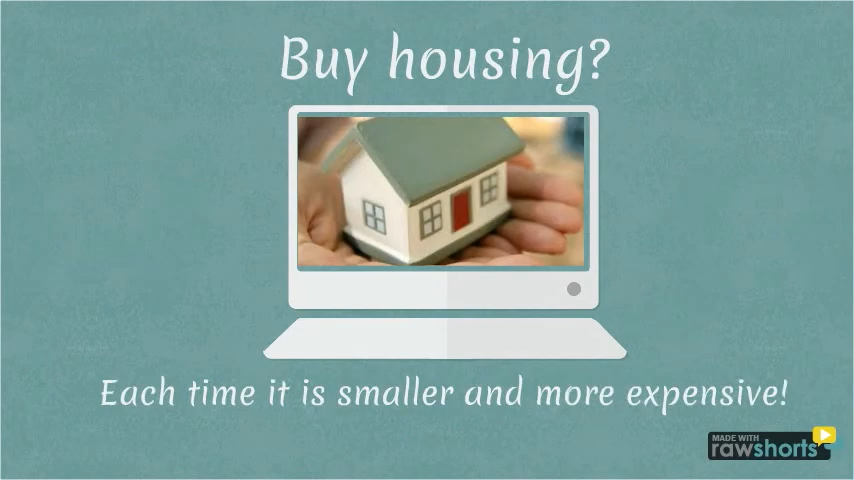 Buy housing?
Each time it is smaller and more expensive!
MADE WITH
rawshorts